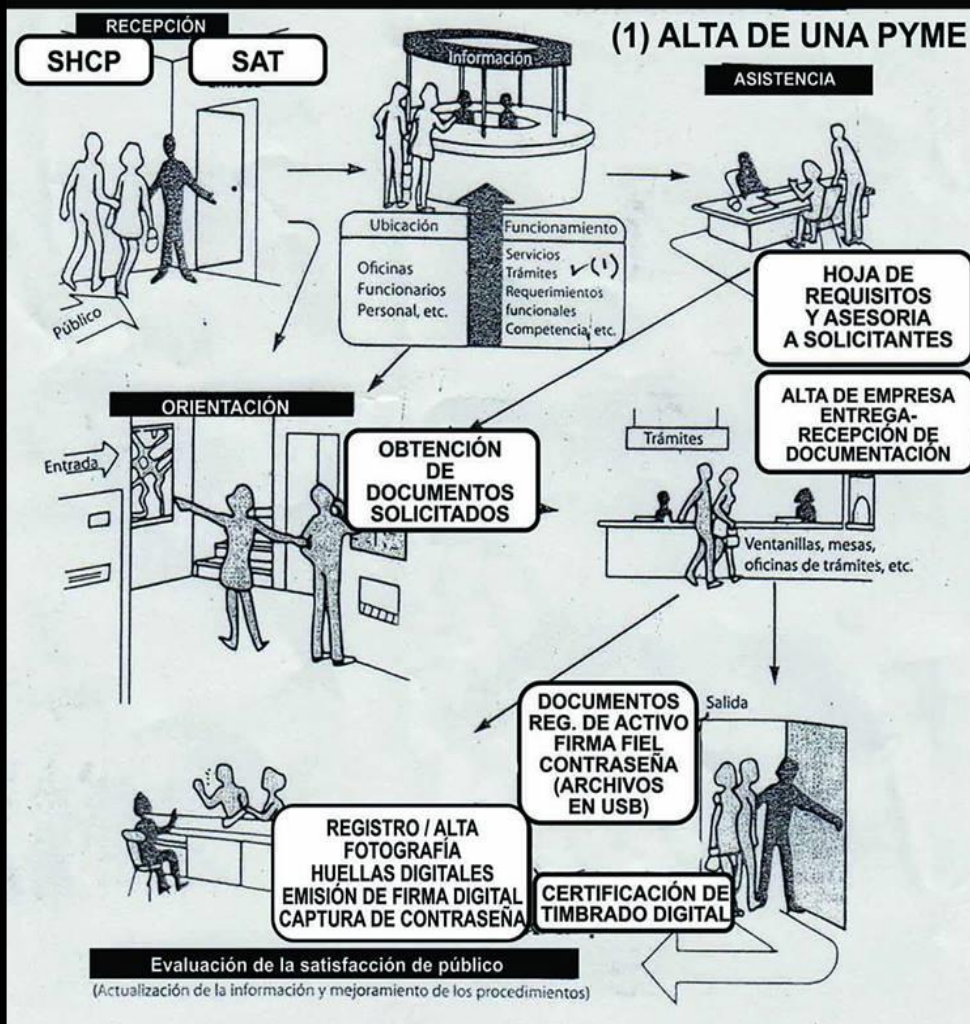 RECEPCIÓN
SHCP
SAT
(1) ALTA DE UNA PYME
Información
ASISTENCIA
Público
Ubicación
Oficinas
Funcionarios
Personal, etc.
Funcionamiento
Servicios
Trámites ✓(1)
Requerimientos
funcionales
Competencia, etc.
HOJA DE
REQUISITOS
Y ASESORIA
A SOLICITANTES
ALTA DE EMPRESA
ENTREGA-
RECEPCIÓN DE
DOCUMENTACIÓN
ORIENTACIÓN
Entrada
OBTENCIÓN
DE
DOCUMENTOS
SOLICITADOS
Trámites
Ventanillas, mesas,
oficinas de trámites, etc.
DOCUMENTOS
REG. DE ACTIVO
FIRMA FIEL
CONTRASEÑA
(ARCHIVOS
EN USB)
Salida
REGISTRO / ALTA
FOTOGRAFÍA
HUELLAS DIGITALES
EMISIÓN DE FIRMA DIGITAL
CAPTURA DE CONTRASEÑA
CERTIFICACIÓN DE
TIMBRADO DIGITAL
Evaluación de la satisfacción de público
(Actualización de la información y mejoramiento de los procedimientos)